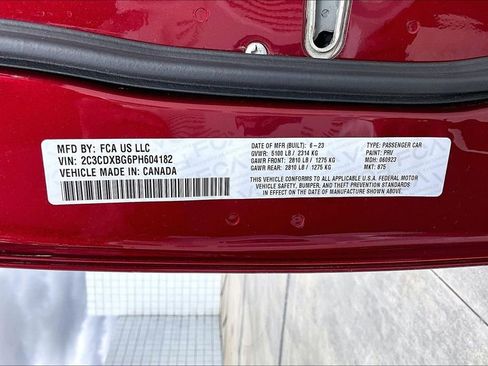 MFD BY: FCA US LLC
VIN: 2C3CDXBG6PH604182
VEHICLE MADE IN: CANADA
DATE OF MFR (BUILT): 6-23
GVWR: 5100 LB / 2314 KG
GAWR FRONT: 2810 LB / 1275 KG
GAWR REAR: 2810 LB / 1275 KG
TYPE: PASSENGER CAR
PAINT: PRV
MDH: 060923
MKT: 875
THIS VEHICLE CONFORMS TO ALL APPLICABLE U.S.A. FEDERAL MOTOR
VEHICLE SAFETY, BUMPER, AND THEFT PREVENTION STANDARDS IN
EFFECT ON THE DATE OF MANUFACTURE SHOWN ABOVE.